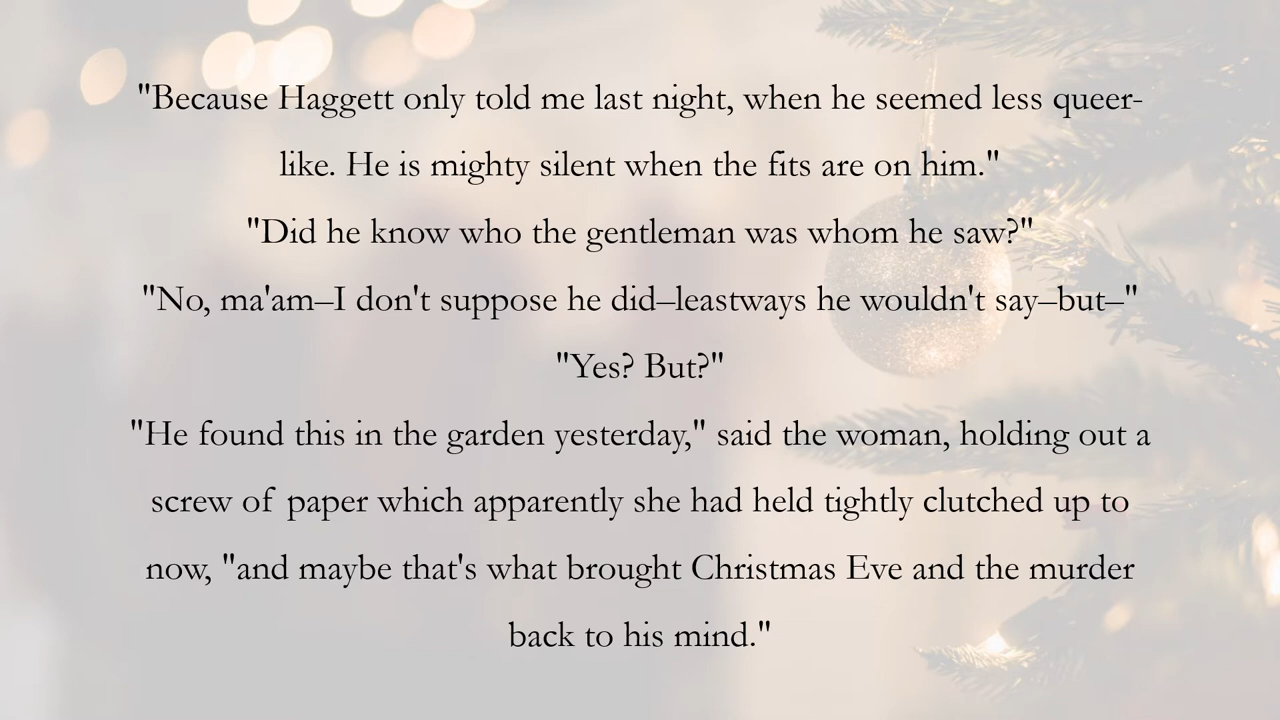 "Because Haggett only told me last night, when he seemed less queer-
like. He is mighty silent when the fits are on him."
"Did he know who the gentleman was whom he saw?"
"No, ma'am–I don't suppose he did–leastways he wouldn't say–but–"
"Yes? But?"
"He found this in the garden yesterday," said the woman, holding out a
screw of paper which apparently she had held tightly clutched up to
now, "and maybe that's what brought Christmas Eve and the murder
back to his mind."